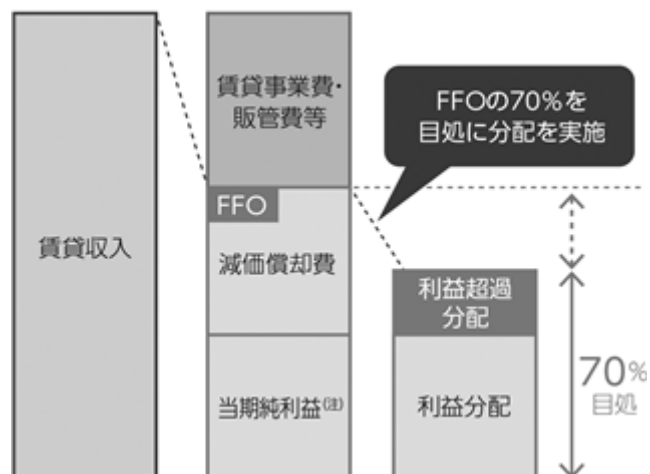 賃貸収入
賃貸事業費・
販管費等
FFO
減価償却費
当期純利益(注)
FFOの70%を
目処に分配を実施
利益超過
分配
利益分配
70%
目処